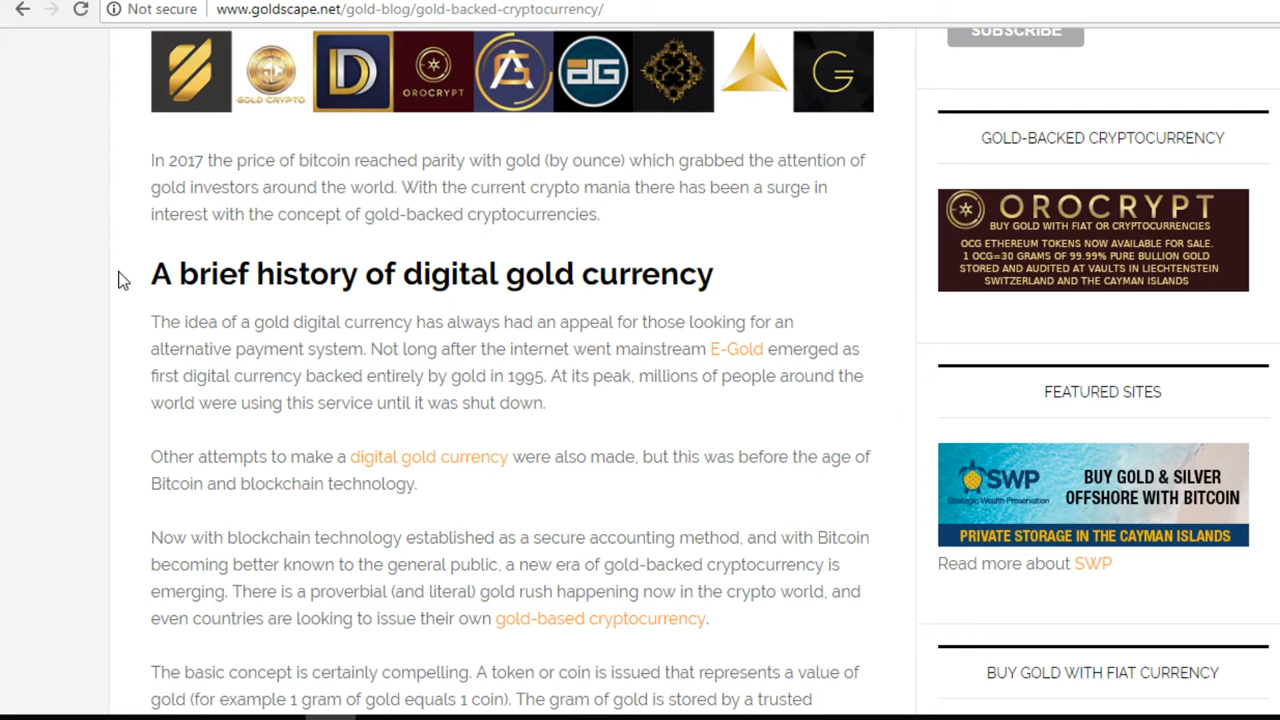 Not secure
www.goldscape.net/gold-blog/gold-backed-cryptocurrency/
GOLD CRYPTO
D
OROCRYPT
G
In 2017 the price of bitcoin reached parity with gold (by ounce) which grabbed the attention of
gold investors around the world. With the current crypto mania there has been a surge in
interest with the concept of gold-backed cryptocurrencies.
A brief history of digital gold currency
The idea of a gold digital currency has always had an appeal for those looking for an
alternative payment system. Not long after the internet went mainstream E-Gold emerged as
first digital currency backed entirely by gold in 1995. At its peak, millions of people around the
world were using this service until it was shut down.
Other attempts to make a digital gold currency were also made, but this was before the age of
Bitcoin and blockchain technology.
Now with blockchain technology established as a secure accounting method, and with Bitcoin
becoming better known to the general public, a new era of gold-backed cryptocurrency is
emerging. There is a proverbial (and literal) gold rush happening now in the crypto world, and
even countries are looking to issue their own gold-based cryptocurrency.
The basic concept is certainly compelling. A token or coin is issued that represents a value of
gold (for example 1 gram of gold equals 1 coin). The gram of gold is stored by a trusted
SUBSCRIBE
GOLD-BACKED CRYPTOCURRENCY
OROCRYPT
BUY GOLD WITH FIAT OR CRYPTOCURRENCIES
OCG ETHEREUM TOKENS NOW AVAILABLE FOR SALE.
1 OCG=30 GRAMS OF 99.99% PURE BULLION GOLD
STORED AND AUDITED AT VAULTS IN LIECHTENSTEIN
SWITZERLAND AND THE CAYMAN ISLANDS
FEATURED SITES
SWP
Strategic Wealth Preservation
BUY GOLD & SILVER
OFFSHORE WITH BITCOIN
PRIVATE STORAGE IN THE CAYMAN ISLANDS
Read more about SWP
BUY GOLD WITH FIAT CURRENCY